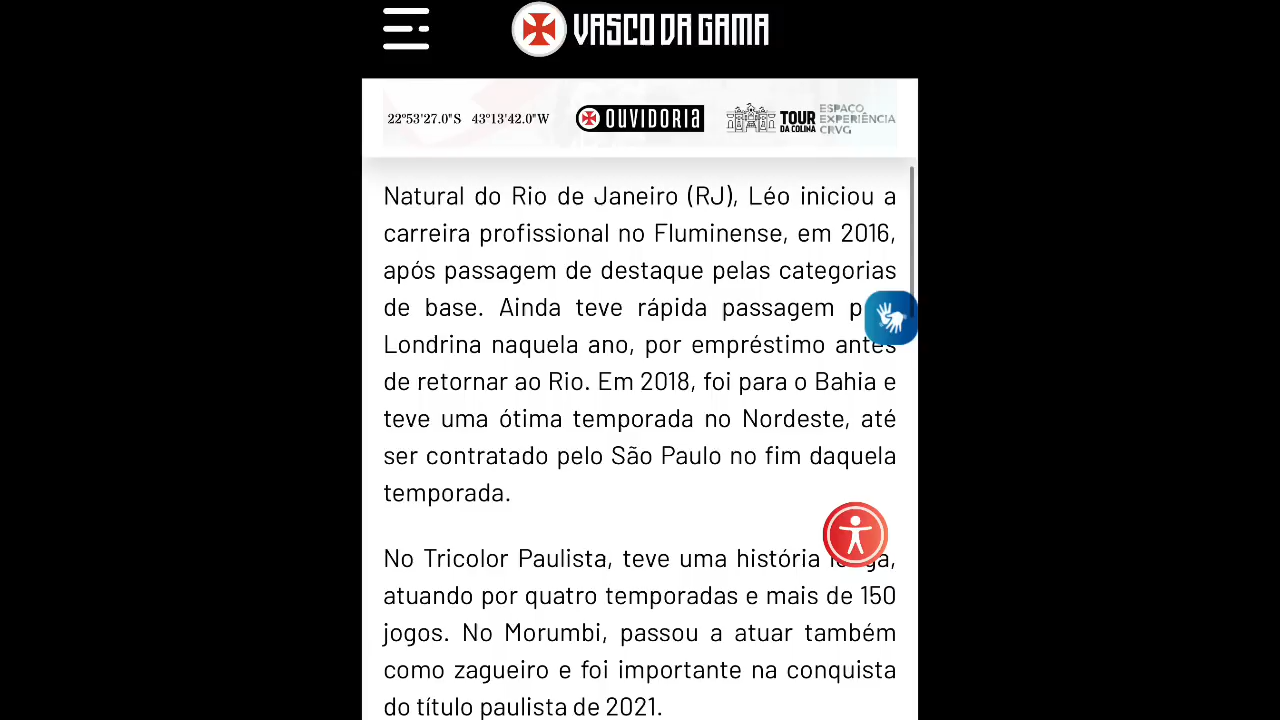 VASCO DA GAMA
22º53'27.0"S 43º13'42.0"W OUVIDORIA TOUR DA COLINA ESPAÇO EXPERIÊNCIA CRVG
Natural do Rio de Janeiro (RJ), Léo iniciou a
carreira profissional no Fluminense, em 2016,
após passagem de destaque pelas categorias
de base. Ainda teve rápida passagem
Londrina naquela ano, por empréstimo antes
de retornar ao Rio. Em 2018, foi para o Bahia e
teve uma ótima temporada no Nordeste, até
ser contratado pelo São Paulo no fim daquela
temporada.
No Tricolor Paulista, teve uma história
atuando por quatro temporadas e mais de 150
jogos. No Morumbi, passou a atuar também
como zagueiro e foi importante na conquista
do título paulista de 2021.